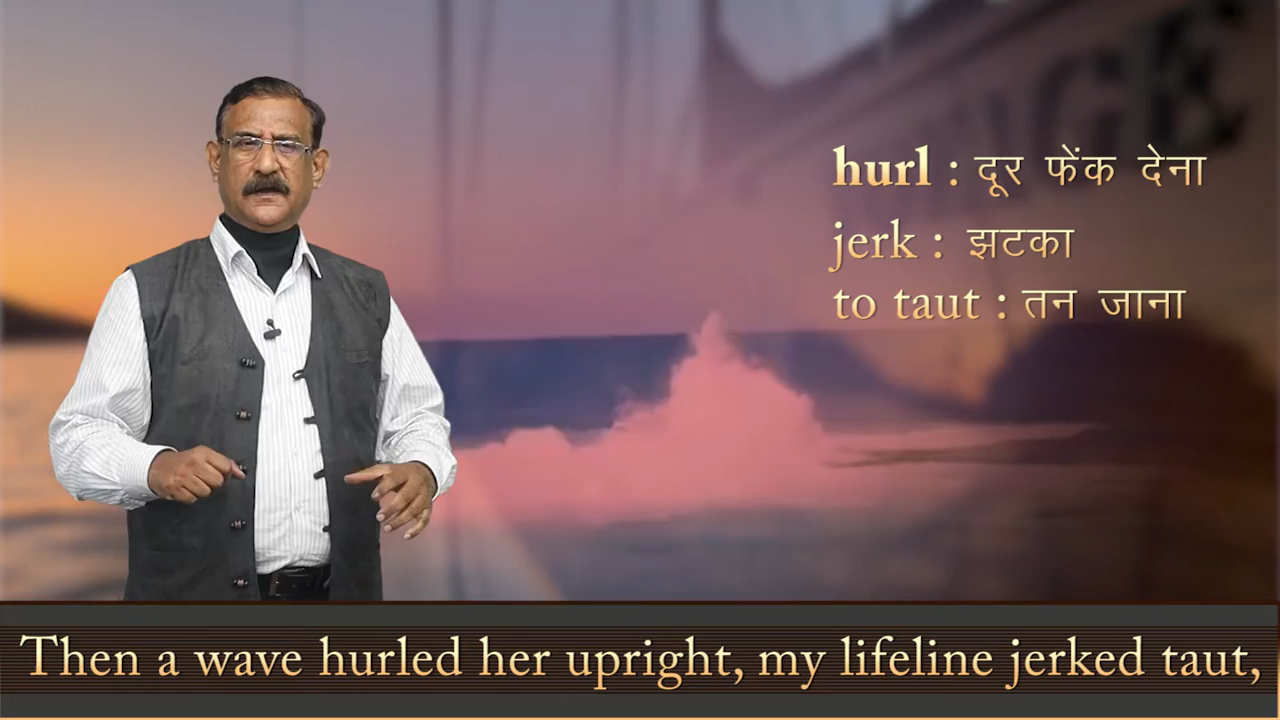 hurl : दूर फेंक देना
jerk : झटका
to taut : तन जाना
Then a wave hurled her upright, my lifeline jerked taut,